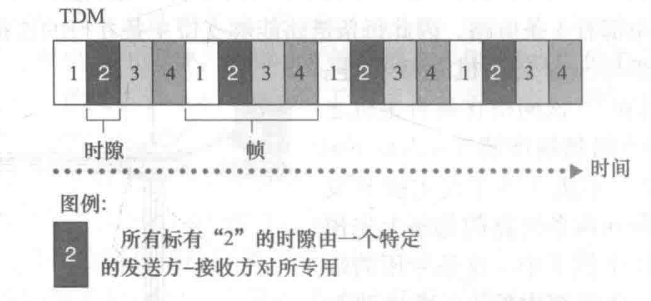 TDM
1 2 3 4 1 2 3 4 1 2 3 4 1 2 3 4
时隙 帧
时间
图例:
2 所有标有“2”的时隙由一个特定
的发送方-接收方对所专用